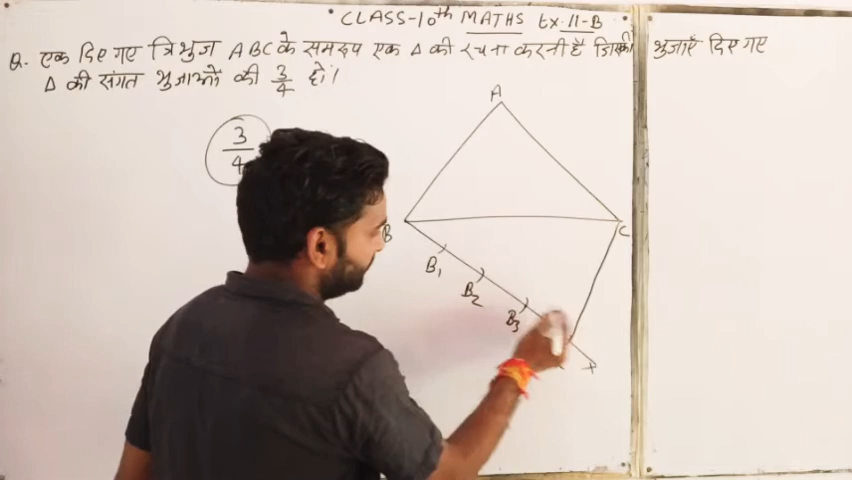 CLASS-10th MATHS Ex-11-B
Q. एक दिए गए त्रिभुज ABC के समरूप एक Δ की रचना करनी है जिसकी भुजाएँ दिए गए
Δ की संगत भुजाओं की 3/4 हो।
3/4
A
B
C
B1
B2
B3